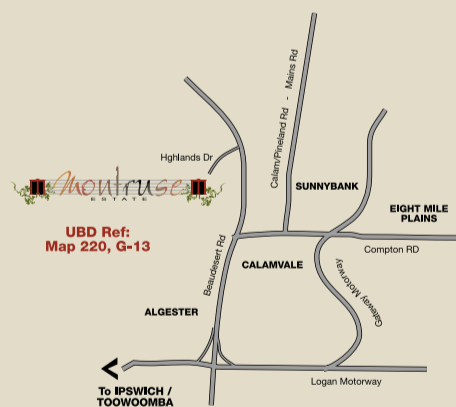 Calam/Pineland Rd - Mains Rd
Hghlands Dr
SUNNYBANK
montruse
ESTATE
EIGHT MILE
PLAINS
UBD Ref:
Map 220, G-13
Beaudesert Rd
Compton RD
CALAMVALE
Gateway Motorway
ALGESTER
Logan Motorway
To IPSWICH /
TOOWOOMBA